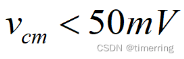 v_cm < 50mV
CSDN @timerring